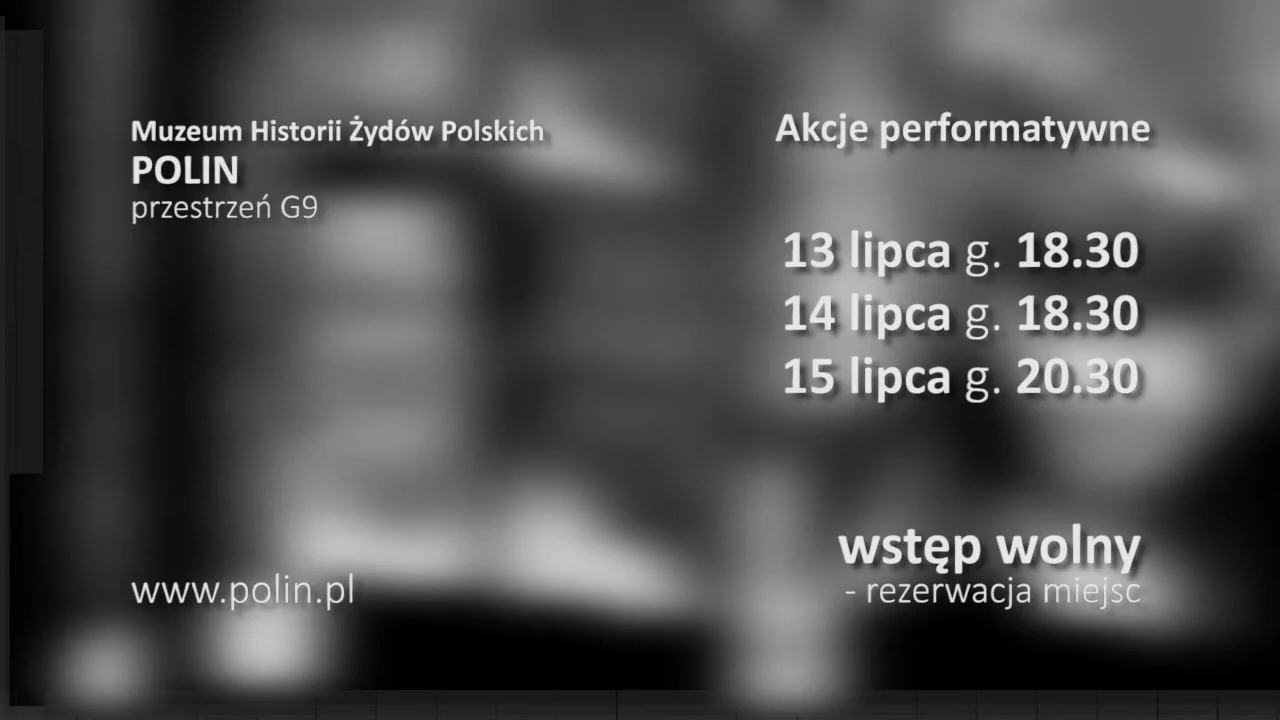 Muzeum Historii Żydów Polskich
POLIN
przestrzeń G9
Akcje performatywne
13 lipca g. 18.30
14 lipca g. 18.30
15 lipca g. 20.30
wstęp wolny
- rezerwacja miejsc
www.polin.pl